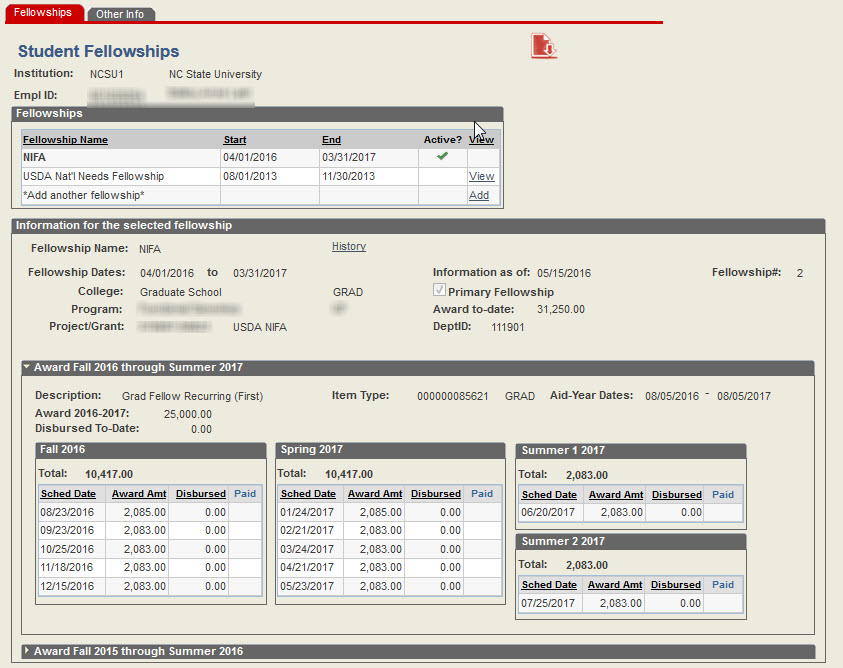 Fellowships Other Info
Student Fellowships
Institution: NCSU1 NC State University
Empl ID:
Fellowships
Fellowship Name Start End Active? View
NIFA 04/01/2016 03/31/2017
USDA Nat'l Needs Fellowship 08/01/2013 11/30/2013 View
*Add another fellowship* Add
Information for the selected fellowship
Fellowship Name: NIFA History
Fellowship Dates: 04/01/2016 to 03/31/2017 Information as of: 05/15/2016 Fellowship#: 2
College: Graduate School GRAD Primary Fellowship
Program: Award to-date: 31,250.00
Project/Grant: USDA NIFA DeptID: 111901
Award Fall 2016 through Summer 2017
Description: Grad Fellow Recurring (First) Item Type: 000000085621 GRAD Aid-Year Dates: 08/05/2016 - 08/05/2017
Award 2016-2017: 25,000.00
Disbursed To-Date: 0.00
Fall 2016
Total: 10,417.00
Sched Date Award Amt Disbursed Paid
08/23/2016 2,085.00 0.00
09/23/2016 2,083.00 0.00
10/25/2016 2,083.00 0.00
11/18/2016 2,083.00 0.00
12/15/2016 2,083.00 0.00
Spring 2017
Total: 10,417.00
Sched Date Award Amt Disbursed Paid
01/24/2017 2,085.00 0.00
02/21/2017 2,083.00 0.00
03/24/2017 2,083.00 0.00
04/21/2017 2,083.00 0.00
05/23/2017 2,083.00 0.00
Summer 1 2017
Total: 2,083.00
Sched Date Award Amt Disbursed Paid
06/20/2017 2,083.00 0.00
Summer 2 2017
Total: 2,083.00
Sched Date Award Amt Disbursed Paid
07/25/2017 2,083.00 0.00
Award Fall 2015 through Summer 2016